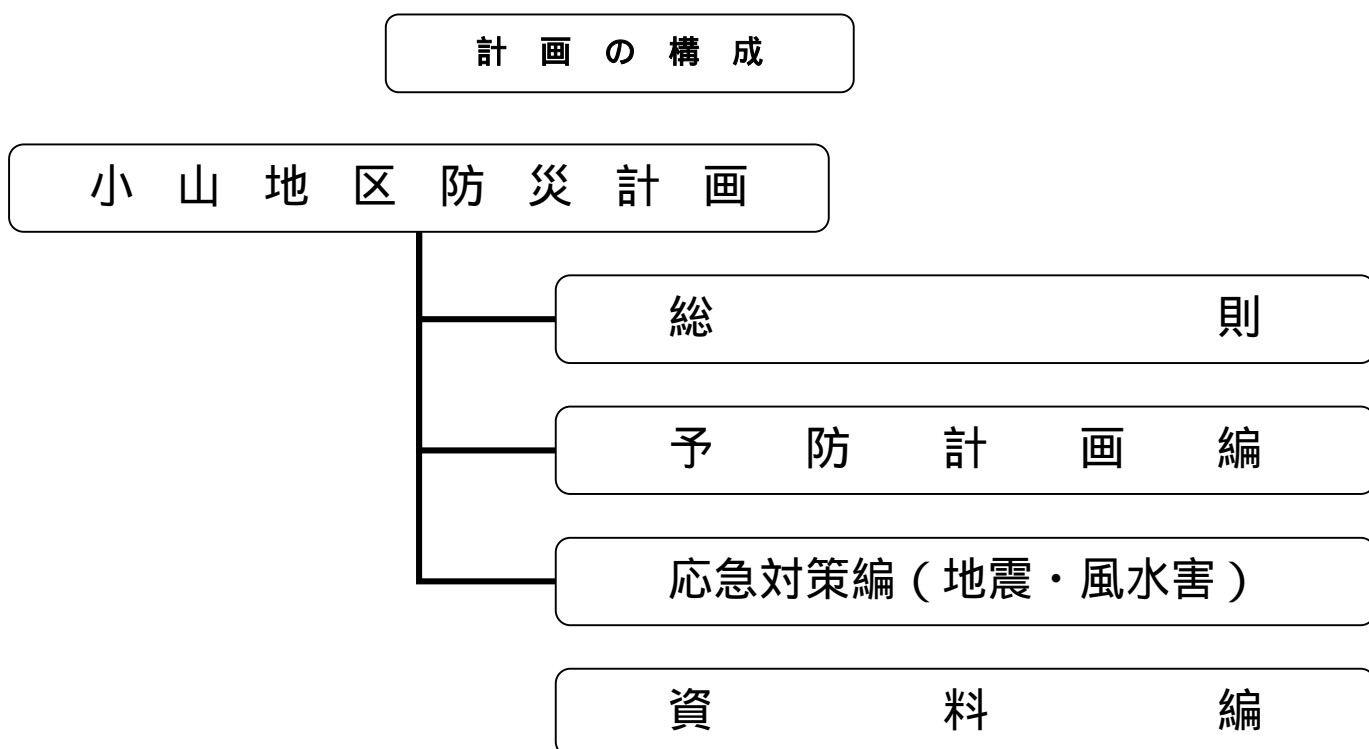 計画の構成
小山地区防災計画
総則
予防計画編
応急対策編（地震・風水害）
資料編